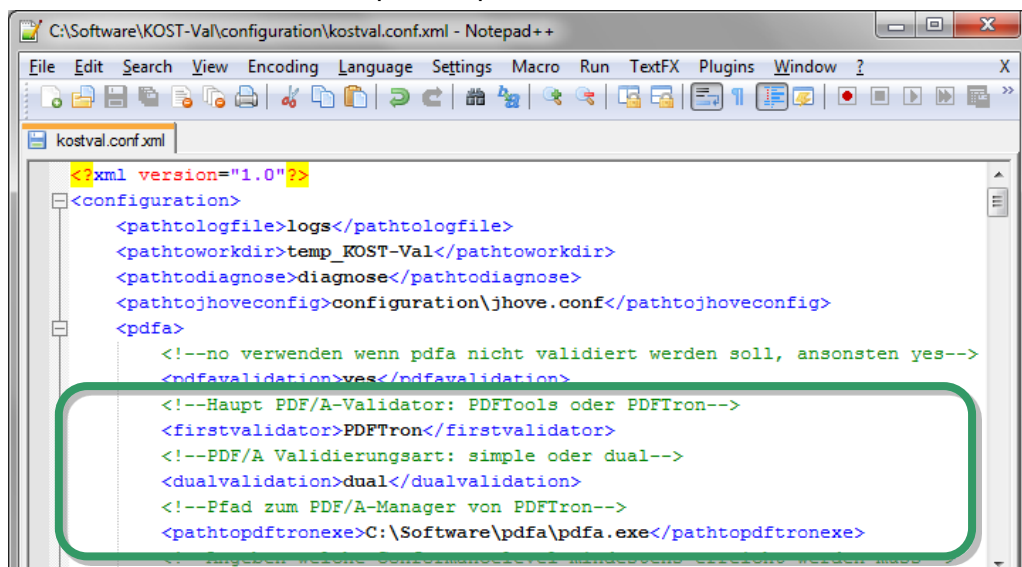 C:\Software\KOST-Val\configuration\kostval.conf.xml - Notepad++
File Edit Search View Encoding Language Settings Macro Run TextFX Plugins Window ? X
kostval.conf.xml
<?xml version="1.0"?>
<configuration>
<pathtologfile>logs</pathtologfile>
<pathtoworkdir>temp_KOST-Val</pathtoworkdir>
<pathtodiagnose>diagnose</pathtodiagnose>
<pathtojhoveconfig>configuration\jhove.conf</pathtojhoveconfig>
<pdfa>
<!--no verwenden wenn pdfa nicht validiert werden soll, ansonsten yes-->
<pdfavalidation>yes</pdfavalidation>
<!--Haupt PDF/A-Validator: PDFTools oder PDFTron-->
<firstvalidator>PDFTron</firstvalidator>
<!--PDF/A Validierungsart: simple oder dual-->
<dualvalidation>dual</dualvalidation>
<!--Pfad zum PDF/A-Manager von PDFTron-->
<pathtopdftronexe>C:\Software\pdfa\pdfa.exe</pathtopdftronexe>